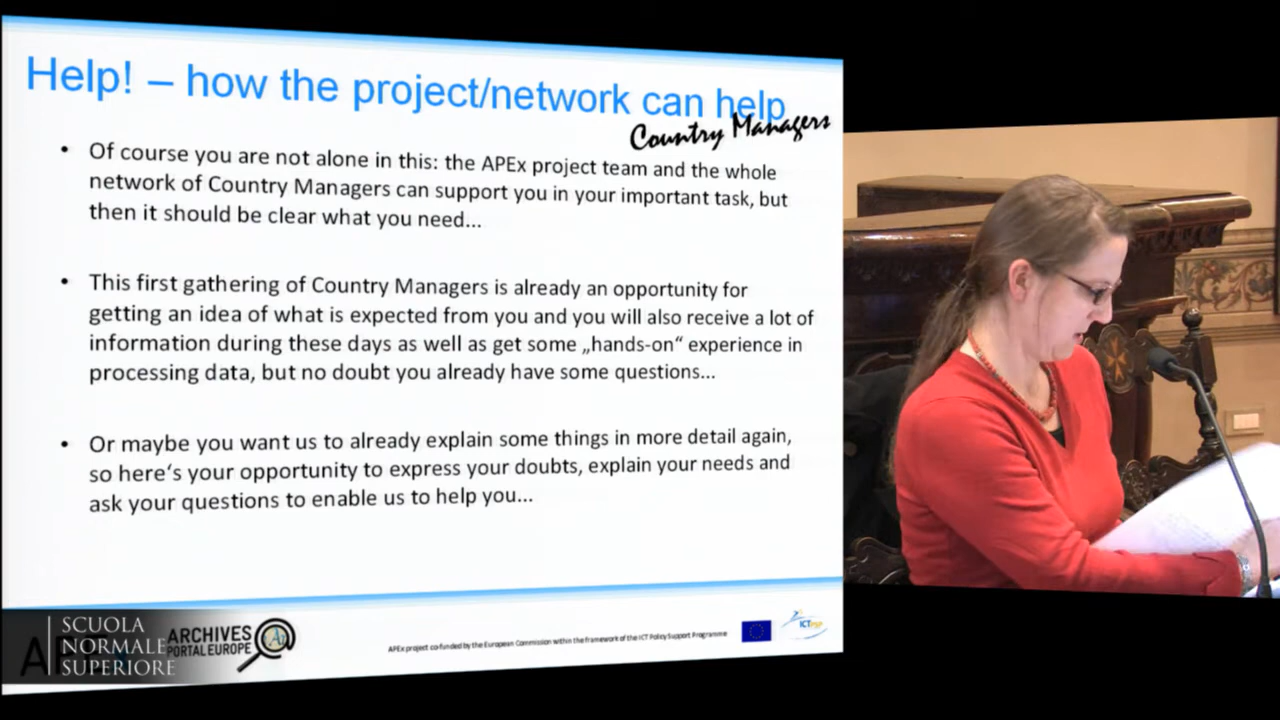 Help! – how the project/network can help
Country Managers
• Of course you are not alone in this: the APEx project team and the whole
network of Country Managers can support you in your important task, but
then it should be clear what you need...
• This first gathering of Country Managers is already an opportunity for
getting an idea of what is expected from you and you will also receive a lot of
information during these days as well as get some „hands-on“ experience in
processing data, but no doubt you already have some questions...
• Or maybe you want us to already explain some things in more detail again,
so here‘s your opportunity to express your doubts, explain your needs and
ask your questions to enable us to help you...
SCUOLA
NORMALE
SUPERIORE
ARCHIVES
PORTAL EUROPE
APEx project co-funded by the European Commission within the framework of the ICT Policy Support Programme
ICT PSP